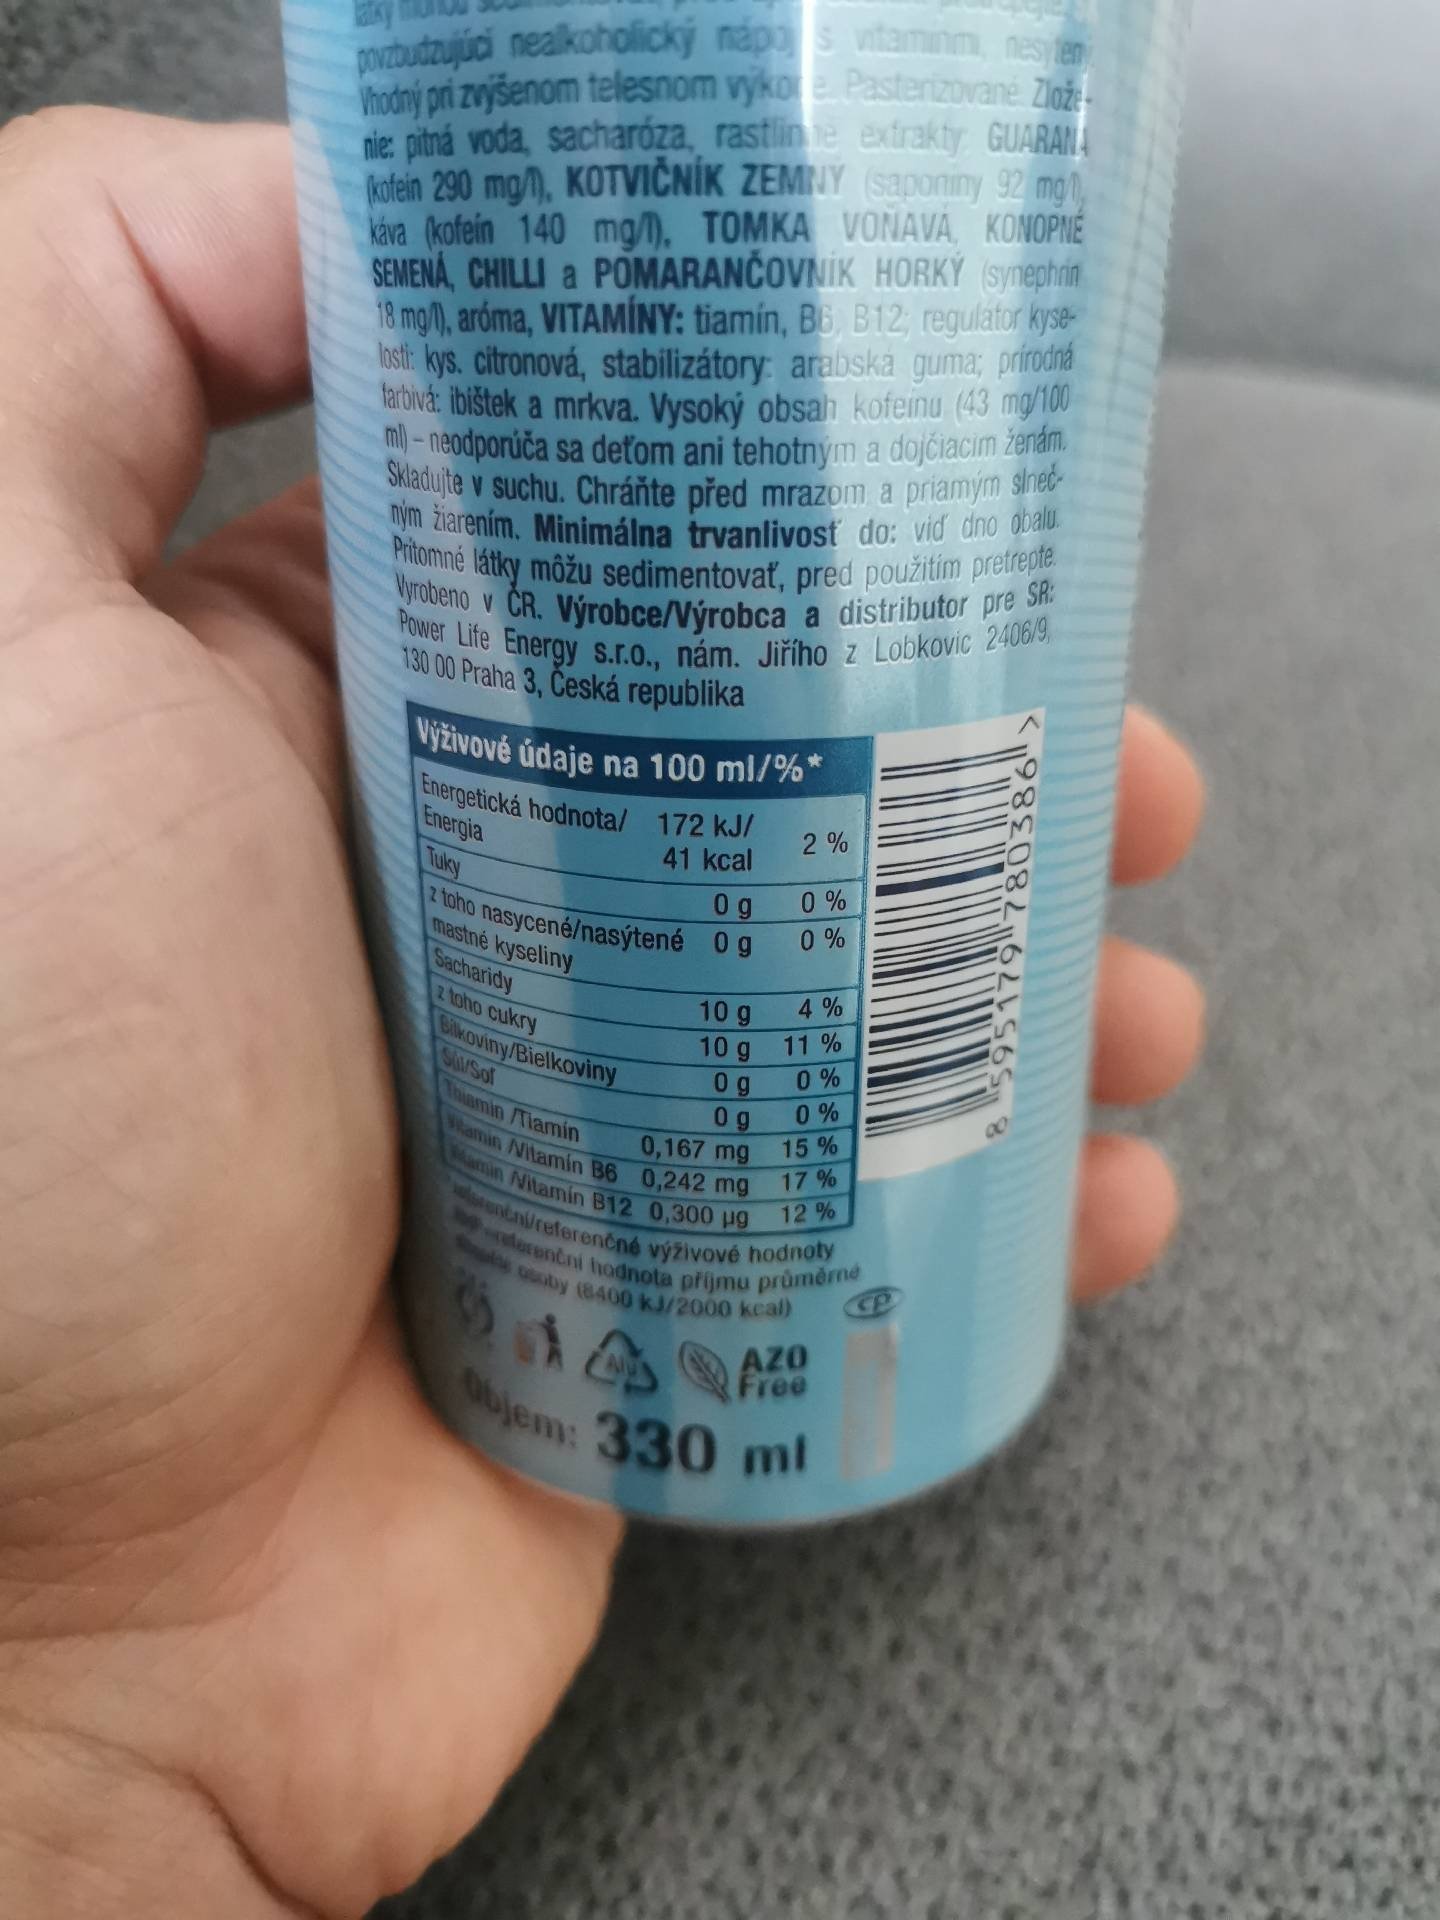 povzbudzujúci nealkoholický nápoj s vitamínmi, nesýtený
Vhodný pri zvýšenom telesnom výkone. Pasterizované. Zlože-
nie: pitná voda, sacharóza, rastlinné extrakty: GUARANA
(kofein 290 mg/l), KOTVIČNÍK ZEMNY (saponiny 92 mg/l),
káva (kofeín 140 mg/l), TOMKA VOŇAVÁ, KONOPNÉ
SEMENÁ, CHILLI a POMARANČOVNÍK HORKÝ (synephrin
18 mg/l), aróma, VITAMÍNY: tiamín, B6, B12; regulátor kyse-
losti: kys. citronová, stabilizátory: arabská guma; prírodná
farbivá: ibištek a mrkva. Vysoký obsah kofeínu (43 mg/100
ml) – neodporúča sa deťom ani tehotným a dojčiacim ženám.
Skladujte v suchu. Chráňte před mrazom a priamým slneč-
ným žiarením. Minimálna trvanlivosť do: viď dno obalu.
Prítomné látky môžu sedimentovať, pred použitím pretrepte.
Vyrobeno v ČR. Výrobce/Výrobca a distributor pre SR:
Power Life Energy s.r.o., nám. Jiřího z Lobkovic 2406/9,
130 00 Praha 3, Česká republika
Výživové údaje na 100 ml/%*
Energetická hodnota/ 172 kJ/
Energia 41 kcal 2 %
Tuky 0 g 0 %
z toho nasycené/nasýtené 0 g 0 %
mastné kyseliny
Sacharidy 10 g 4 %
z toho cukry 10 g 11 %
Bílkoviny/Bielkoviny 0 g 0 %
Sůl/Soľ 0 g 0 %
Thiamin /Tiamín 0,167 mg 15 %
Vitamin /Vitamín B6 0,242 mg 17 %
Vitamin /Vitamín B12 0,300 µg 12 %
referenční/referenčné výživové hodnoty
referenční hodnota příjmu průměrné
osoby (8400 kJ/2000 kcal)
8 595179 780386 >
CP
Alu
AZO
Free
Objem: 330 ml